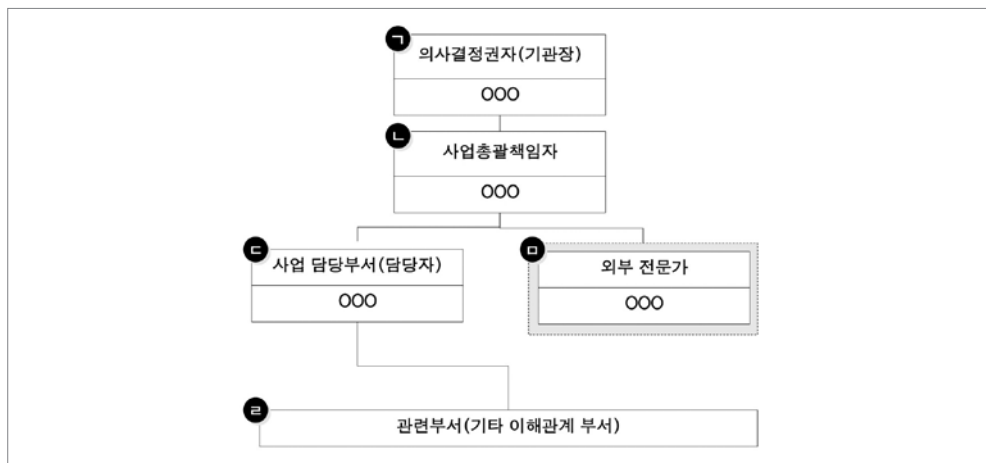 ㄱ
의사결정권자(기관장)
OOO
ㄴ
사업총괄책임자
OOO
ㄷ
사업 담당부서(담당자)
OOO
ㅁ
외부 전문가
OOO
ㄹ
관련부서(기타 이해관계 부서)